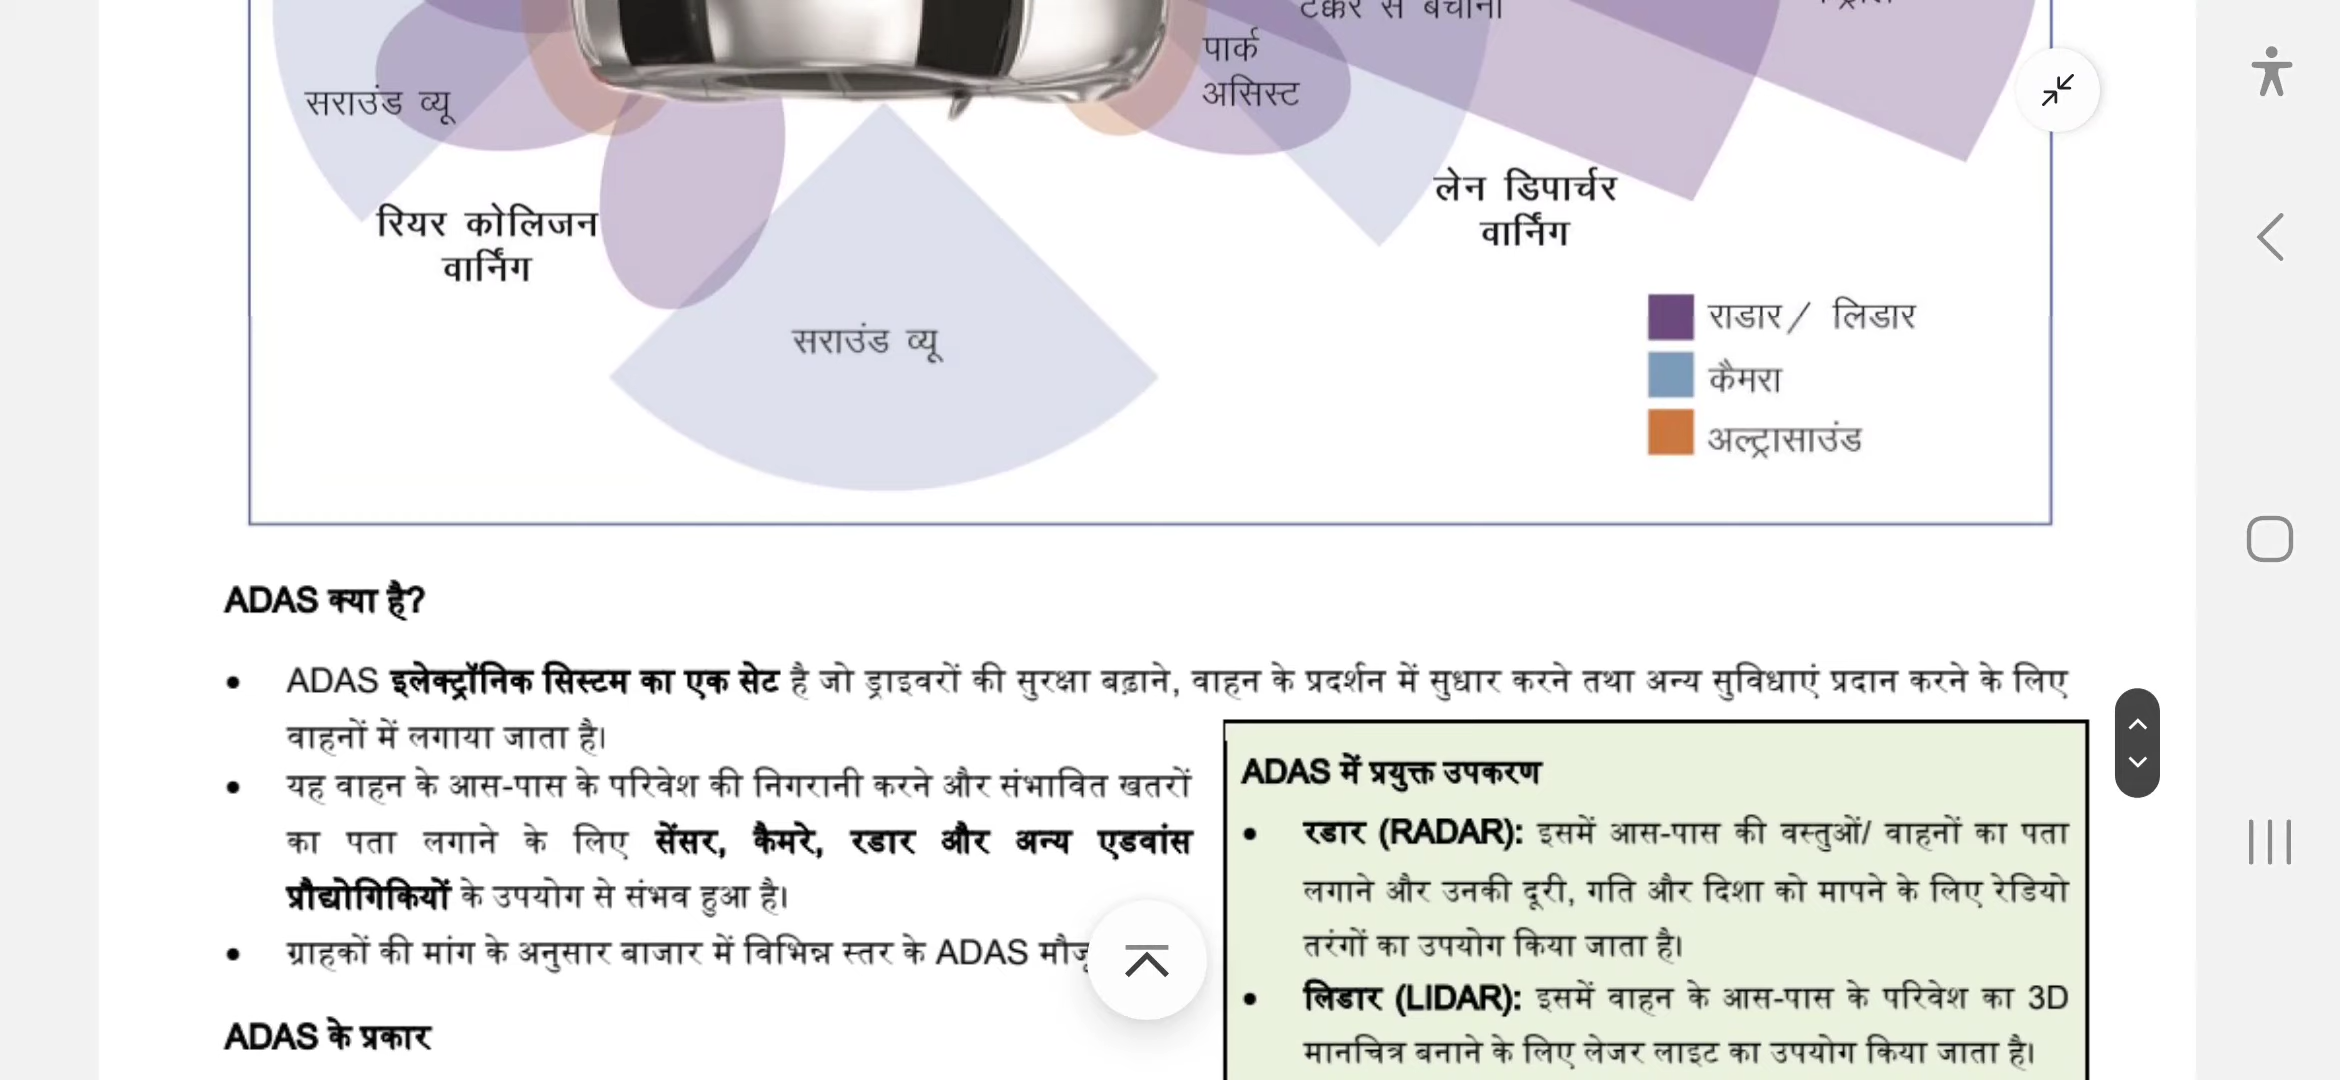 टक्कर से बचाना
पार्क
असिस्ट
सराउंड व्यू
लेन डिपार्चर
वार्निंग
रियर कोलिजन
वार्निंग
सराउंड व्यू
राडार/ लिडार
कैमरा
अल्ट्रासाउंड
ADAS क्या है?
• ADAS इलेक्ट्रॉनिक सिस्टम का एक सेट है जो ड्राइवरों की सुरक्षा बढ़ाने, वाहन के प्रदर्शन में सुधार करने तथा अन्य सुविधाएं प्रदान करने के लिए
वाहनों में लगाया जाता है।
• यह वाहन के आस-पास के परिवेश की निगरानी करने और संभावित खतरों
का पता लगाने के लिए सेंसर, कैमरे, रडार और अन्य एडवांस
प्रौद्योगिकियों के उपयोग से संभव हुआ है।
• ग्राहकों की मांग के अनुसार बाजार में विभिन्न स्तर के ADAS
ADAS के प्रकार
ADAS में प्रयुक्त उपकरण
• रडार (RADAR): इसमें आस-पास की वस्तुओं/ वाहनों का पता
लगाने और उनकी दूरी, गति और दिशा को मापने के लिए रेडियो
तरंगों का उपयोग किया जाता है।
• लिडार (LIDAR): इसमें वाहन के आस-पास के परिवेश का 3D
मानचित्र बनाने के लिए लेजर लाइट का उपयोग किया जाता है।